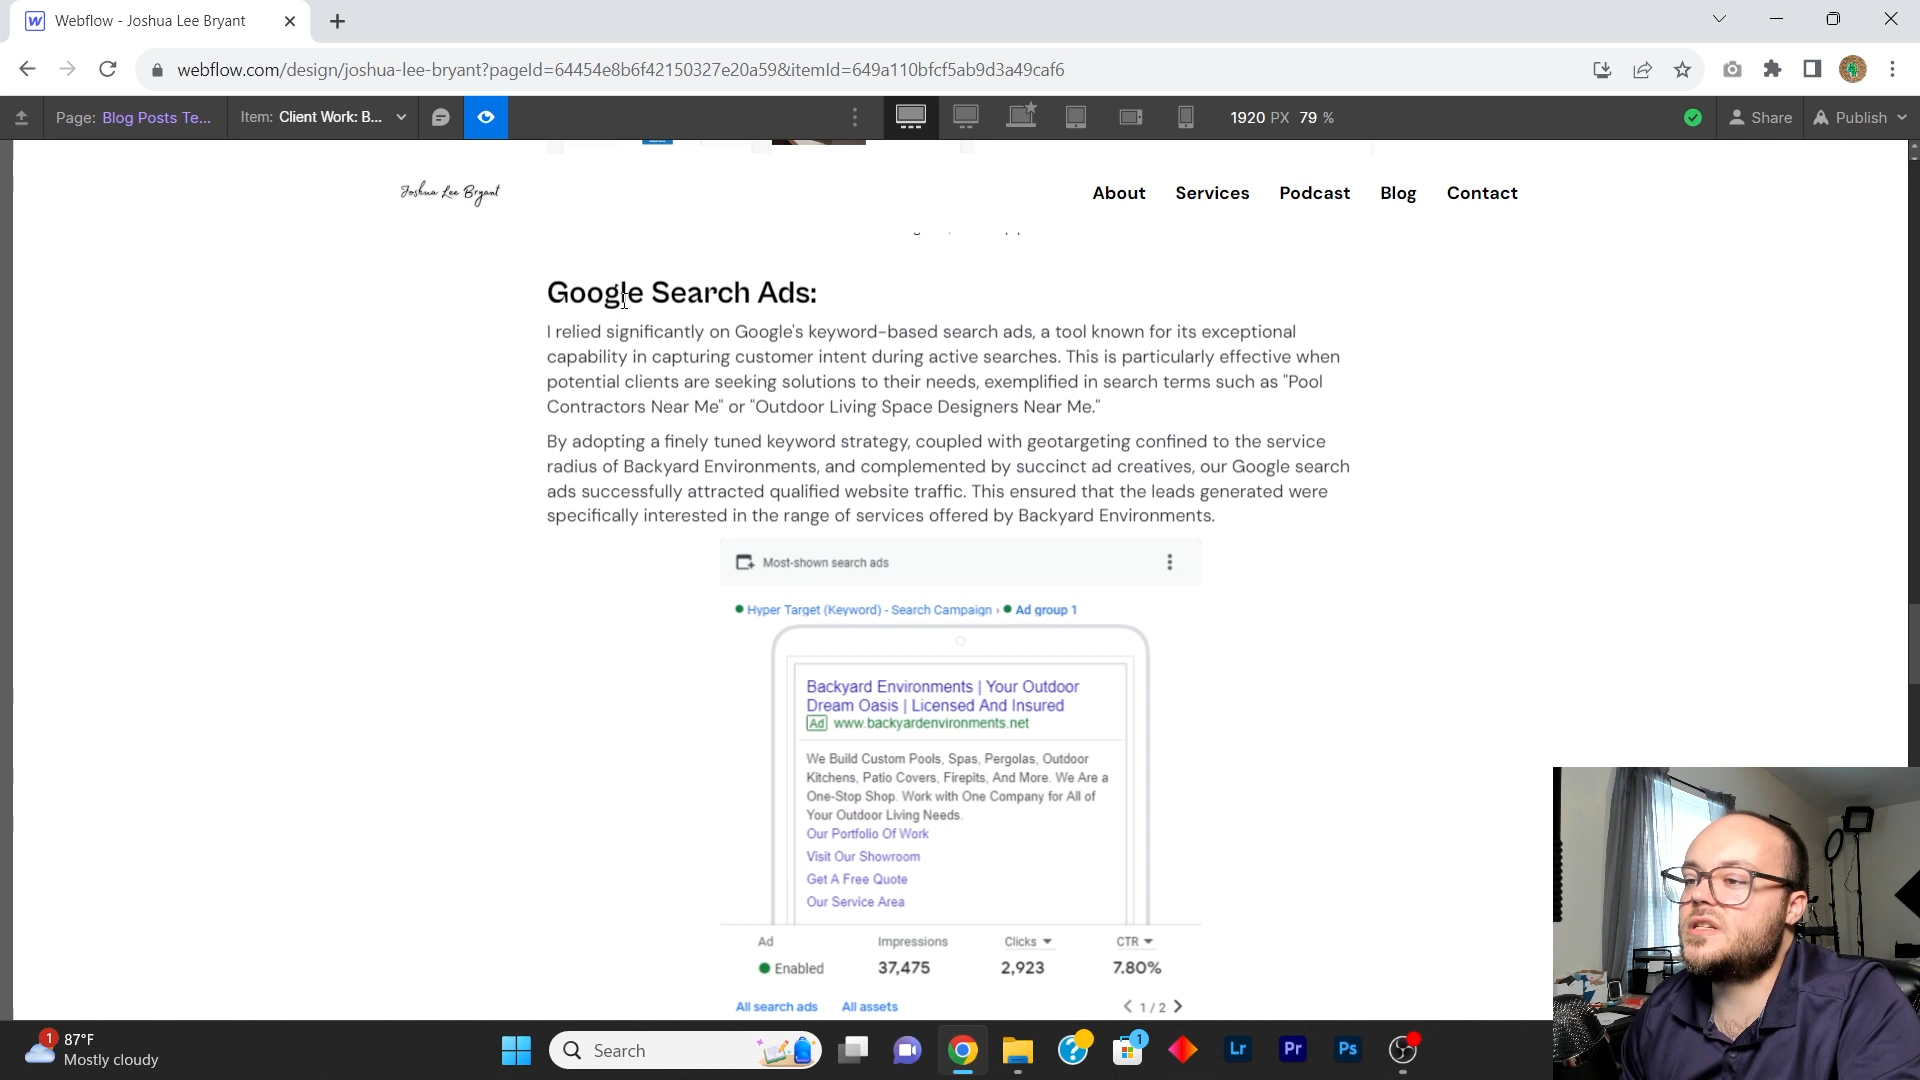 Webflow - Joshua Lee Bryant
webflow.com/design/joshua-lee-bryant?pageId=64454e8b6f42150327e20a59&itemId=649a110bfcf5ab9d3a49caf6
Page: Blog Posts Te...
Item: Client Work: B...
1920 PX 79 %
Share
Publish
Joshua Lee Bryant
About Services Podcast Blog Contact
Google Search Ads:
I relied significantly on Google's keyword-based search ads, a tool known for its exceptional
capability in capturing customer intent during active searches. This is particularly effective when
potential clients are seeking solutions to their needs, exemplified in search terms such as "Pool
Contractors Near Me" or "Outdoor Living Space Designers Near Me."
By adopting a finely tuned keyword strategy, coupled with geotargeting confined to the service
radius of Backyard Environments, and complemented by succinct ad creatives, our Google search
ads successfully attracted qualified website traffic. This ensured that the leads generated were
specifically interested in the range of services offered by Backyard Environments.
Most-shown search ads
Hyper Target (Keyword) - Search Campaign › Ad group 1
Backyard Environments | Your Outdoor
Dream Oasis | Licensed And Insured
Ad www.backyardenvironments.net
We Build Custom Pools, Spas, Pergolas, Outdoor
Kitchens, Patio Covers, Firepits, And More. We Are a
One-Stop Shop. Work with One Company for All of
Your Outdoor Living Needs.
Our Portfolio Of Work
Visit Our Showroom
Get A Free Quote
Our Service Area
Ad Impressions Clicks CTR
Enabled 37,475 2,923 7.80%
All search ads All assets 1 / 2
1
87°F
Mostly cloudy
Search
1
Lr
Pr
Ps